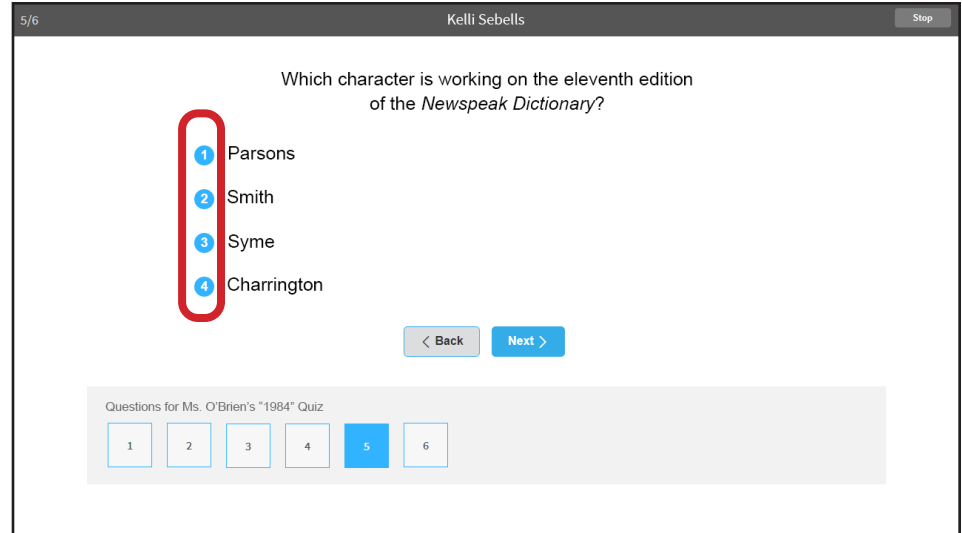 5/6
Kelli Sebells
Stop
Which character is working on the eleventh edition
of the Newspeak Dictionary?
1 Parsons
2 Smith
3 Syme
4 Charrington
Back
Next
Questions for Ms. O'Brien's "1984" Quiz
1 2 3 4 5 6